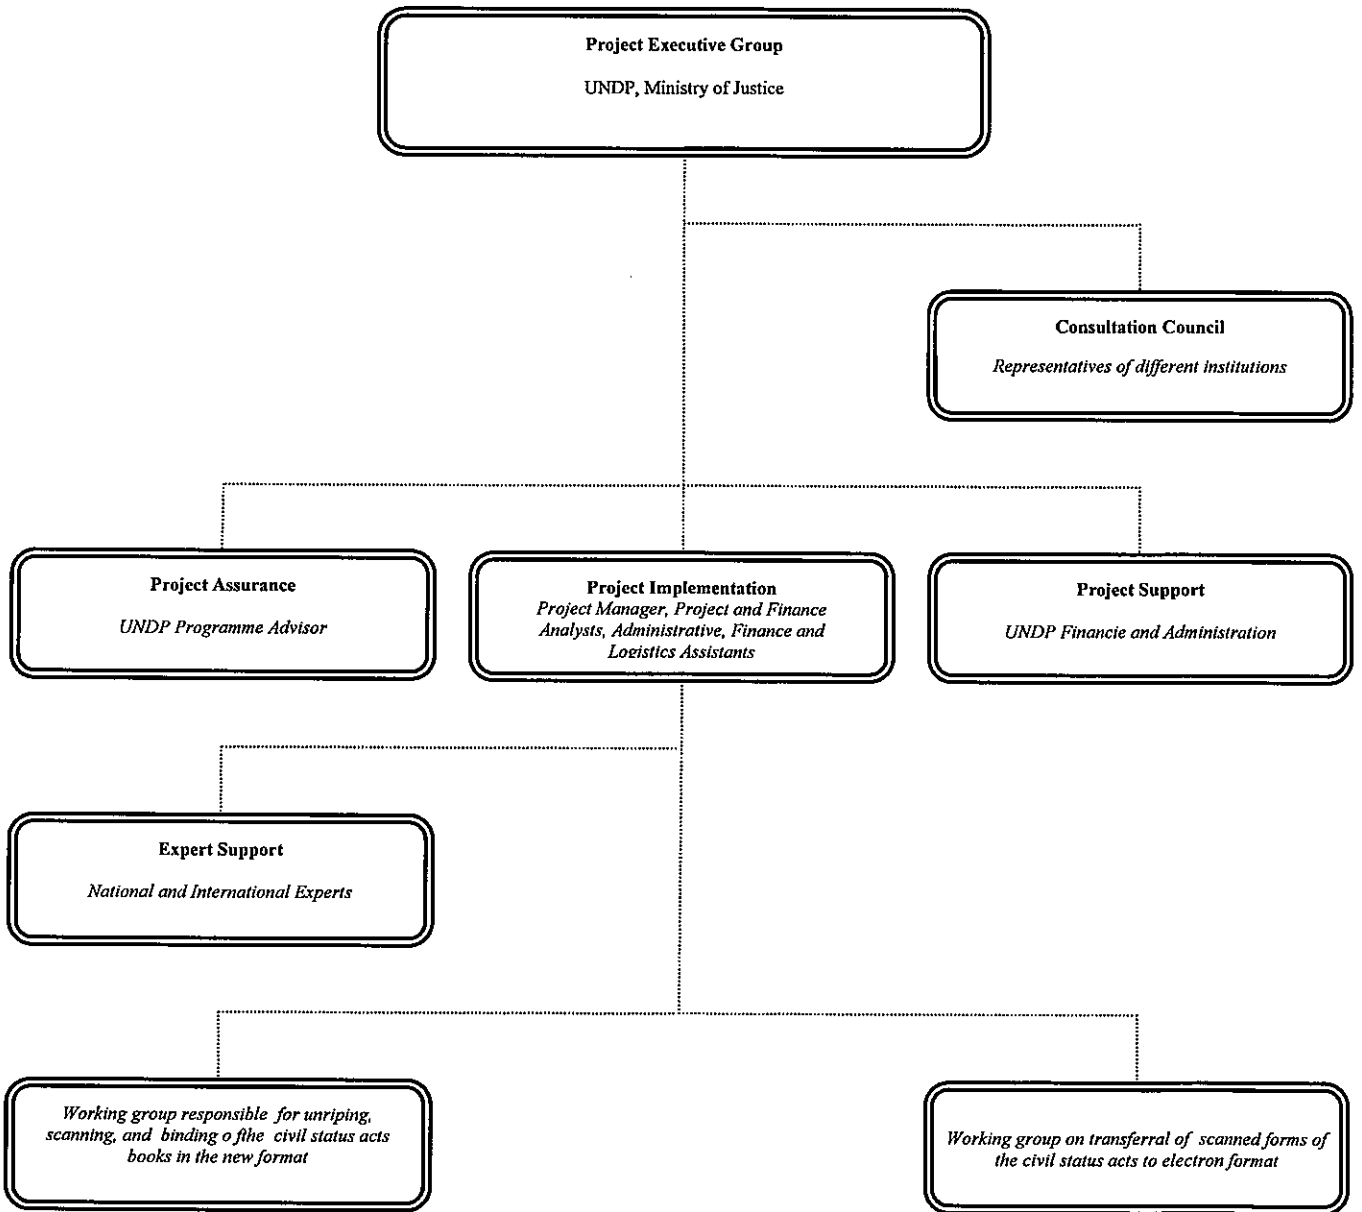 Project Executive Group
UNDP, Ministry of Justice
Consultation Council
Representatives of different institutions
Project Assurance
UNDP Programme Advisor
Project Implementation
Project Manager, Project and Finance
Analysts, Administrative, Finance and
Logistics Assistants
Project Support
UNDP Financie and Administration
Expert Support
National and International Experts
Working group responsible for unriping,
scanning, and binding o fthe civil status acts
books in the new format
Working group on transferral of scanned forms of
the civil status acts to electron format